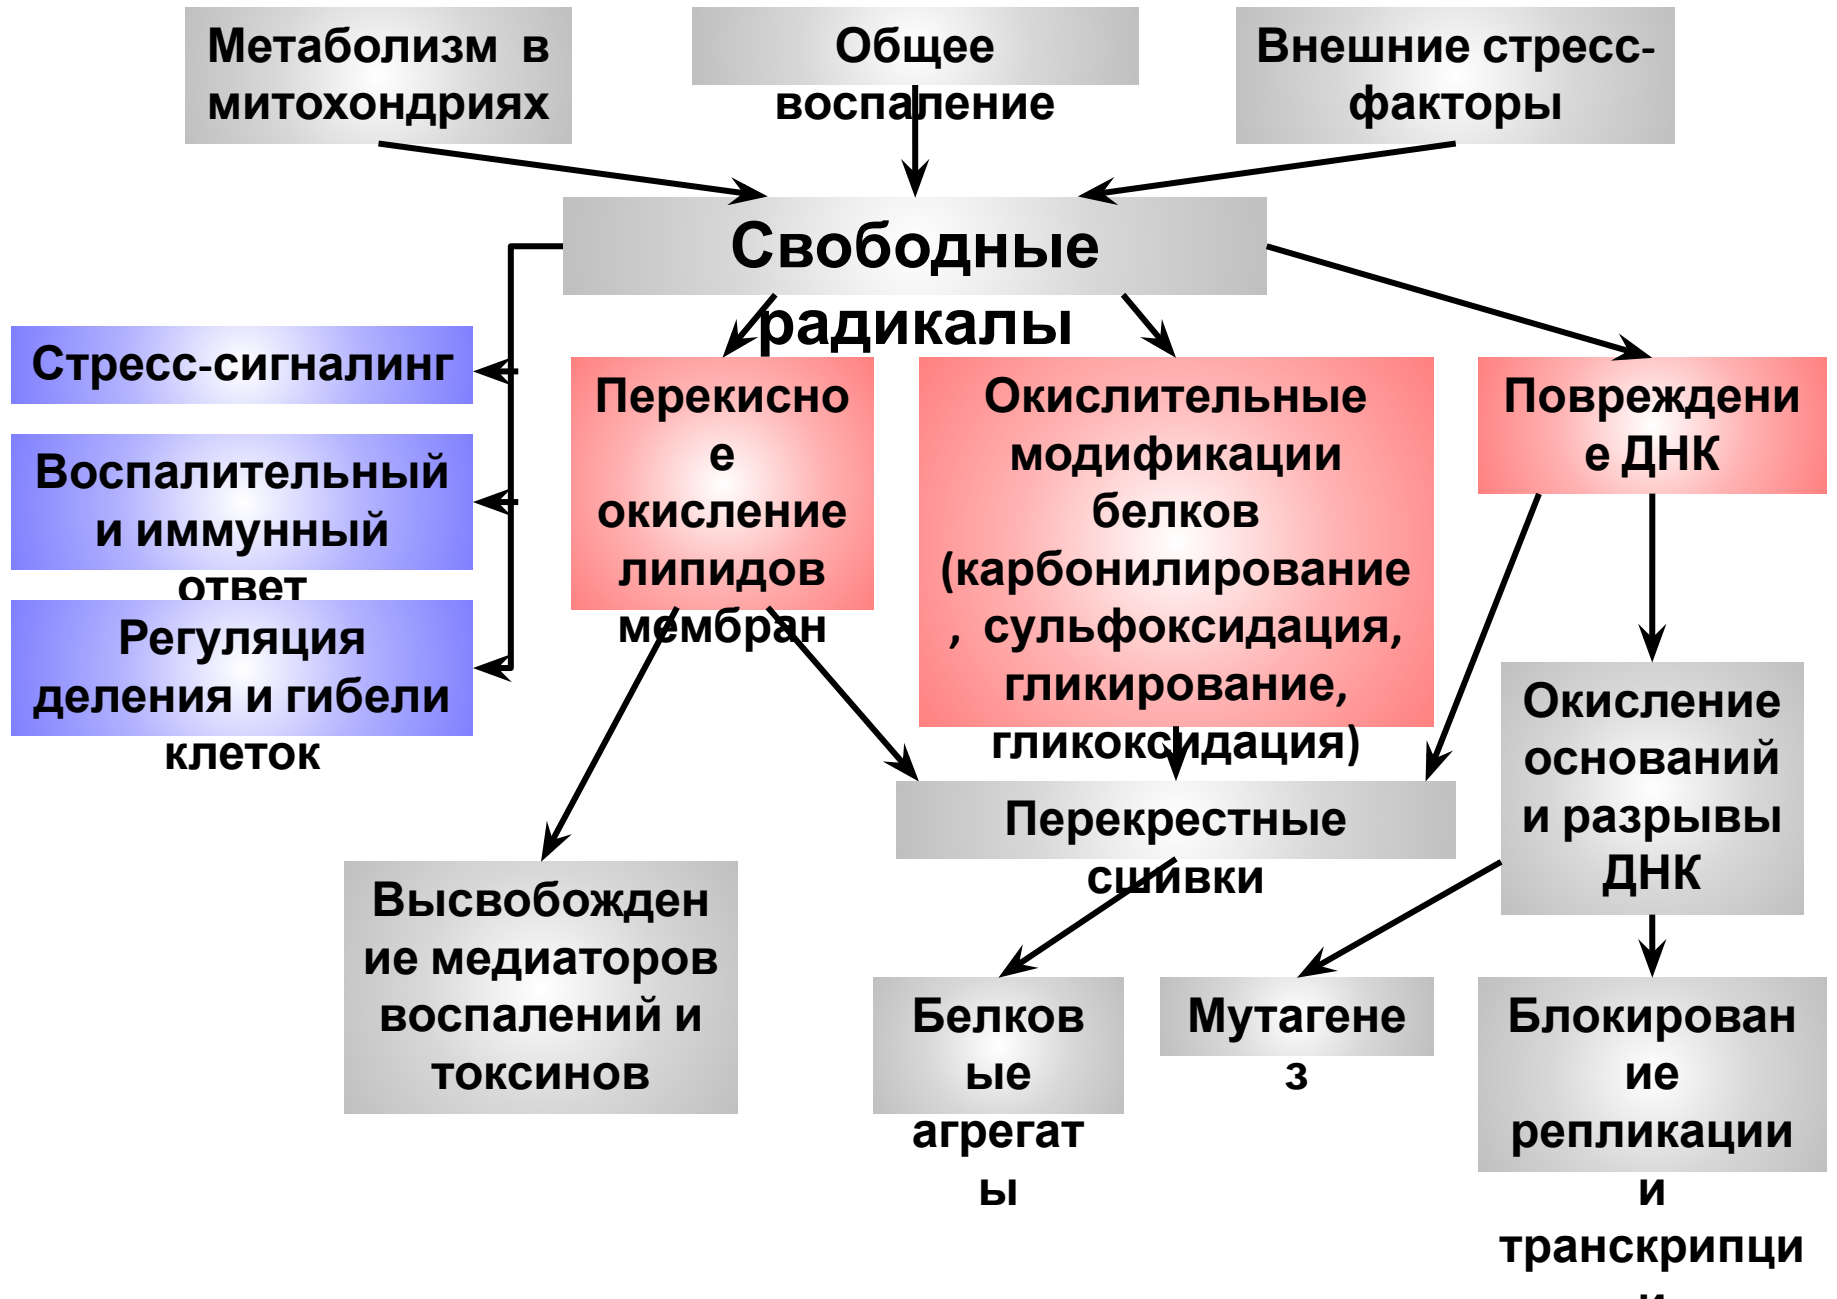 Метаболизм в
митохондриях
Общее
воспаление
Внешние стресс-
факторы
Свободные
радикалы
Стресс-сигналинг
Воспалительный
и иммунный
ответ
Регуляция
деления и гибели
клеток
Перекисно
е
окисление
липидов
мембран
Окислительные
модификации
белков
(карбонилирование
, сульфоксидация,
гликирование,
гликоксидация)
Повреждени
е ДНК
Окисление
оснований
и разрывы
ДНК
Перекрестные
сшивки
Высвобожден
ие медиаторов
воспалений и
токсинов
Белков
ые
агрегат
ы
Мутагене
з
Блокирован
ие
репликации
и
транскрипци
и